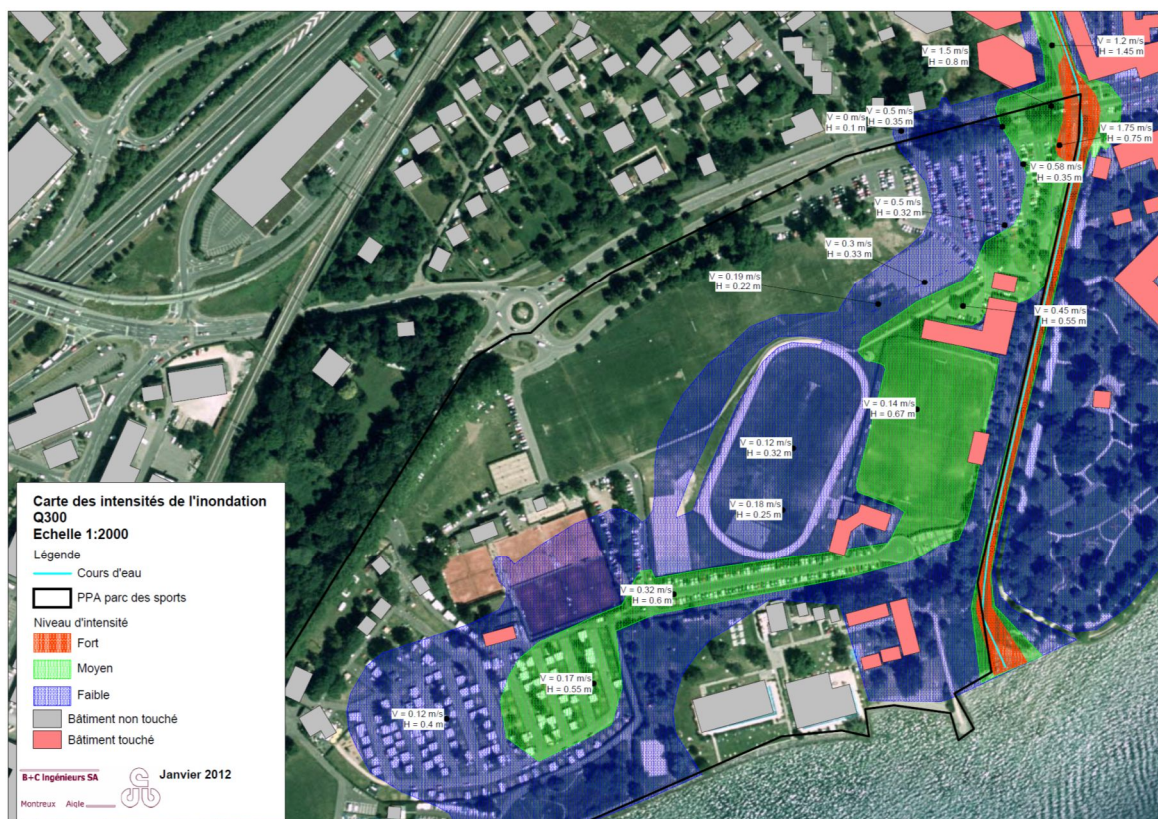 V = 1.2 m/s
H = 1.45 m
V = 1.5 m/s
H = 0.8 m
V = 0.5 m/s
H = 0.35 m
V = 0 m/s
H = 0.1 m
V = 1.75 m/s
H = 0.75 m
V = 0.58 m/s
H = 0.35 m
V = 0.5 m/s
H = 0.32 m
V = 0.3 m/s
H = 0.33 m
V = 0.19 m/s
H = 0.22 m
V = 0.45 m/s
H = 0.55 m
V = 0.14 m/s
H = 0.67 m
V = 0.12 m/s
H = 0.32 m
V = 0.18 m/s
H = 0.25 m
V = 0.32 m/s
H = 0.6 m
V = 0.17 m/s
H = 0.55 m
V = 0.12 m/s
H = 0.4 m
Carte des intensités de l'inondation
Q300
Echelle 1:2000
Légende
Cours d'eau
PPA parc des sports
Niveau d'intensité
Fort
Moyen
Faible
Bâtiment non touché
Bâtiment touché
B+C Ingénieurs SA
Janvier 2012
Montreux Aigle